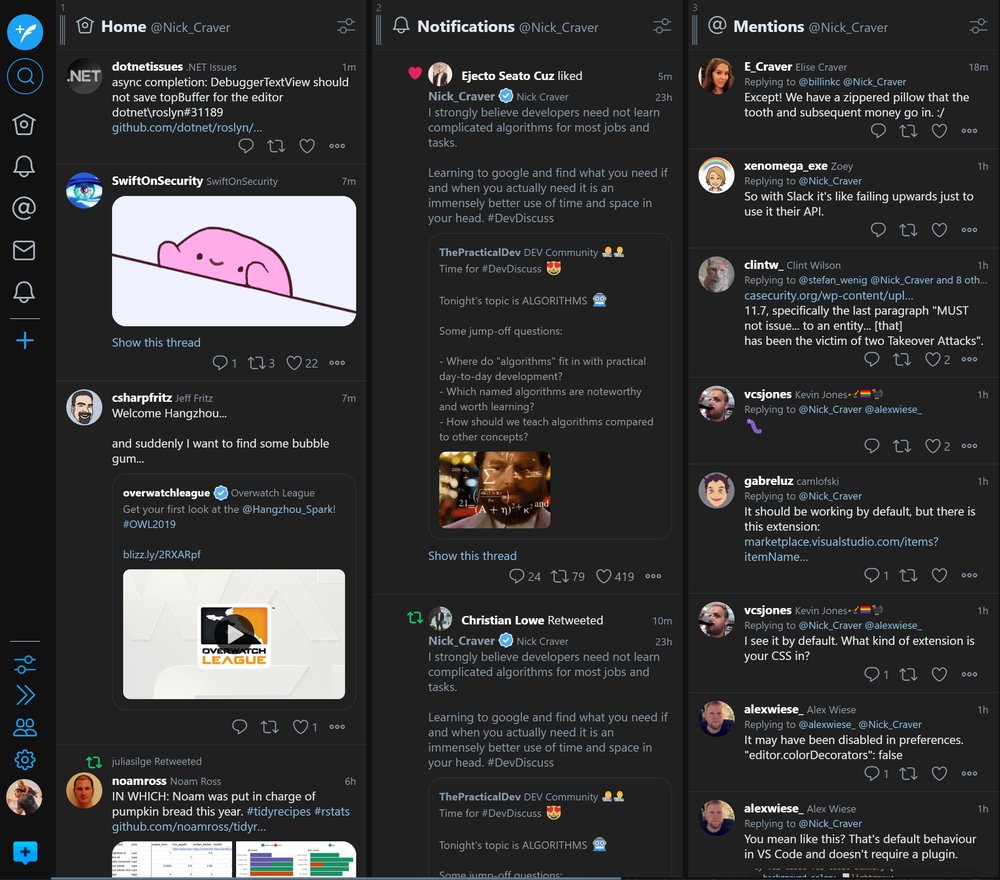 1
Home @Nick_Craver
dotnetissues .NET Issues 1m
.NET
async completion: DebuggerTextView should
not save topBuffer for the editor
dotnet\roslyn#31189
github.com/dotnet/roslyn/...
SwiftOnSecurity SwiftOnSecurity 7m
Show this thread
1 3 22
csharpfritz Jeff Fritz 7m
Welcome Hangzhou...
and suddenly I want to find some bubble
gum...
overwatchleague Overwatch League
Get your first look at the @Hangzhou_Spark!
#OWL2019
blizz.ly/2RXARpf
OVERWATCH
LEAGUE
1
juliasilge Retweeted
noamross Noam Ross 6h
IN WHICH: Noam was put in charge of
pumpkin bread this year. #tidyrecipes #rstats
github.com/noamross/tidyr...
2
Notifications @Nick_Craver
Ejecto Seato Cuz liked 5m
Nick_Craver Nick Craver 23h
I strongly believe developers need not learn
complicated algorithms for most jobs and
tasks.
Learning to google and find what you need if
and when you actually need it is an
immensely better use of time and space in
your head. #DevDiscuss
ThePracticalDev DEV Community
Time for #DevDiscuss
Tonight's topic is ALGORITHMS
Some jump-off questions:
- Where do "algorithms" fit in with practical
day-to-day development?
- Which named algorithms are noteworthy
and worth learning?
- How should we teach algorithms compared
to other concepts?
Show this thread
24 79 419
Christian Lowe Retweeted 10m
Nick_Craver Nick Craver 23h
I strongly believe developers need not learn
complicated algorithms for most jobs and
tasks.
Learning to google and find what you need if
and when you actually need it is an
immensely better use of time and space in
your head. #DevDiscuss
ThePracticalDev DEV Community
Time for #DevDiscuss
Tonight's topic is ALGORITHMS
Some jump-off questions:
3
Mentions @Nick_Craver
E_Craver Elise Craver 18m
Replying to @billinkc @Nick_Craver
Except! We have a zippered pillow that the
tooth and subsequent money go in. :/
xenomega_exe Zoey 1h
Replying to @Nick_Craver
So with Slack it's like failing upwards just to
use it their API.
clintw_ Clint Wilson 1h
Replying to @stefan_wenig @Nick_Craver and 8 oth...
casecurity.org/wp-content/upl...
11.7, specifically the last paragraph "MUST
not issue... to an entity... [that]
has been the victim of two Takeover Attacks".
2
vcsjones Kevin Jones 1h
Replying to @Nick_Craver @alexwiese_
2
gabreluz camlofski 1h
Replying to @Nick_Craver
It should be working by default, but there is
this extension:
marketplace.visualstudio.com/items?
itemName...
1
vcsjones Kevin Jones 1h
Replying to @Nick_Craver @alexwiese_
I see it by default. What kind of extension is
your CSS in?
1
alexwiese_ Alex Wiese 1h
Replying to @alexwiese_ @Nick_Craver
It may have been disabled in preferences.
"editor.colorDecorators": false
1
alexwiese_ Alex Wiese 1h
Replying to @Nick_Craver
You mean like this? That's default behaviour
in VS Code and doesn't require a plugin.